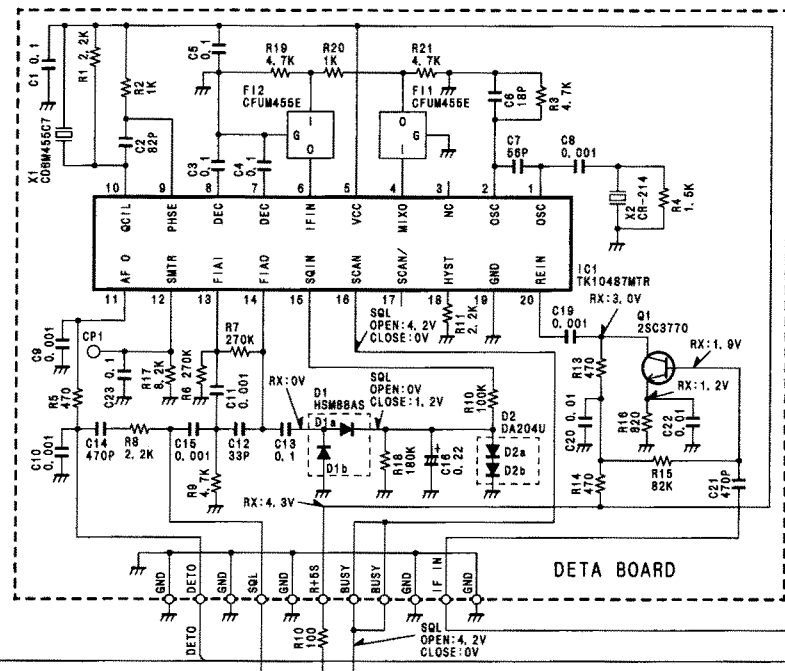 C1 0.1
R1 2.2K
R2
1K
C2
82P
X1
CDBM455C7
C5
0.1
R19
4.7K
R20
1K
R21
4.7K
FI2
CFUM455E
FI1
CFUM455E
I
G
O
O
G
I
C3
0.1
C4
0.1
C6
18P
R3
4.7K
C7
56P
C8
0.001
X2
CR-214
R4
1.5K
10 9 8 7 6 5 4 3 2 1
QCIL PHSE DEC DEC IFIN VCC MIXO NC OSC OSC
AF O SMTR FIAI FIAO SQIN SCAN SCAN/ HYST GND REIN
11 12 13 14 15 16 17 18 19 20
IC1
TK10487MTR
C9
0.001
CP1
C23 0.1
R17
8.2K
R6 270K
R7
270K
C11
0.001
SQL
OPEN:4.2V
CLOSE:0V
R11
2.2K
C19
0.001
RX:3.0V
Q1
2SC3770
RX:1.9V
RX:1.2V
R5
470
R13
470
C10
0.001
C14
470P
R8
2.2K
C15
0.001
C12
33P
C13
0.1
R9
4.7K
RX:0V
D1
HSM88AS
D1a
D1b
SQL
OPEN:0V
CLOSE:1.2V
R10
100K
D2
DA204U
D2a
D2b
R18
180K
+
C16
0.22
C20 0.01
R16
820
C22
0.01
R14
470
R15
82K
C21
470P
RX:4.3V
DETA BOARD
GND DETO GND SQL GND R+5S BUSY BUSY GND IF IN GND
DETO
R10
100
SQL
OPEN:4.2V
CLOSE:0V